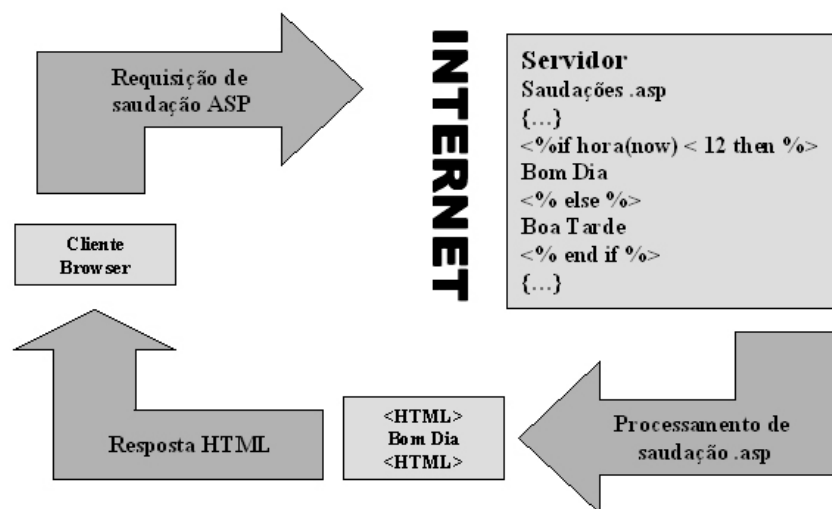 Requisição de
saudação ASP
INTERNET
Servidor
Saudações .asp
{...}
<%if hora(now) < 12 then %>
Bom Dia
<% else %>
Boa Tarde
<% end if %>
{...}
Cliente
Browser
Processamento de
saudação .asp
<HTML>
Bom Dia
<HTML>
Resposta HTML